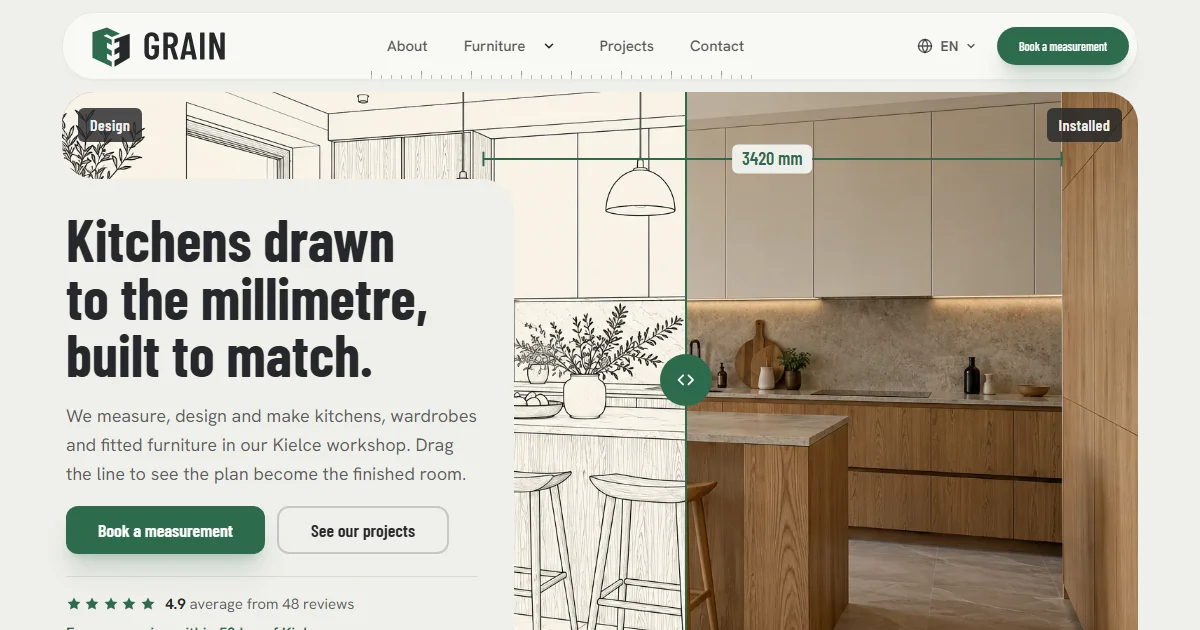 GRAIN
About
Furniture
Projects
Contact
EN
Book a measurement
Design
Installed
3420 mm
Kitchens drawn
to the millimetre,
built to match.
We measure, design and make kitchens, wardrobes
and fitted furniture in our Kielce workshop. Drag
the line to see the plan become the finished room.
Book a measurement
See our projects
4.9 average from 48 reviews